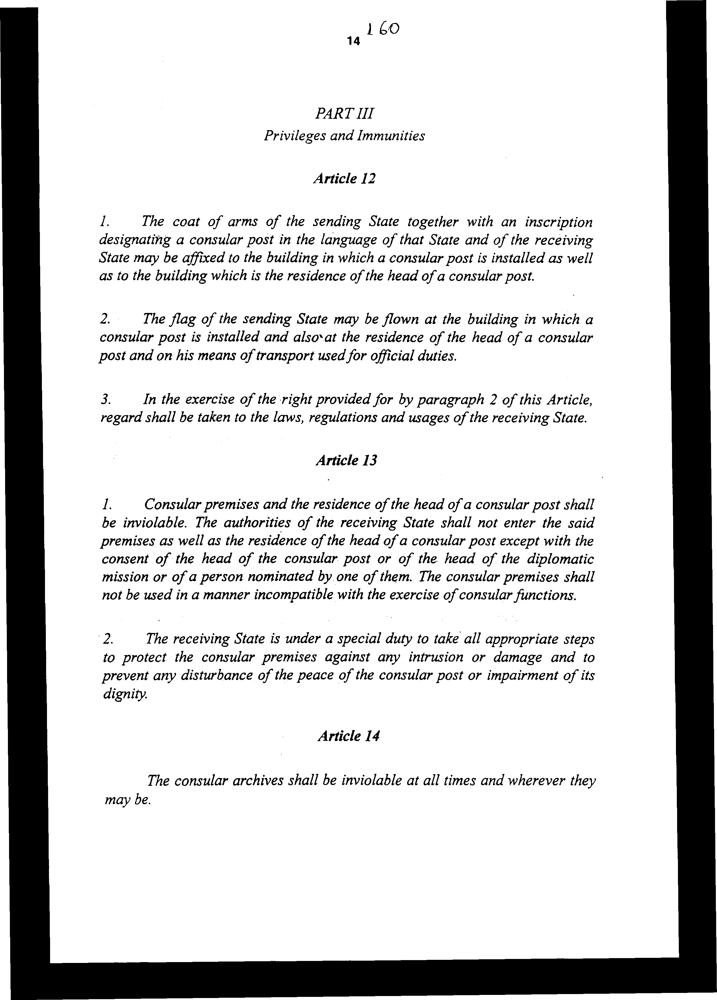 160
14
PART III
Privileges and Immunities
Article 12
1. The coat of arms of the sending State together with an inscription
designating a consular post in the language of that State and of the receiving
State may be affixed to the building in which a consular post is installed as well
as to the building which is the residence of the head of a consular post.
2. The flag of the sending State may be flown at the building in which a
consular post is installed and also at the residence of the head of a consular
post and on his means of transport used for official duties.
3. In the exercise of the right provided for by paragraph 2 of this Article,
regard shall be taken to the laws, regulations and usages of the receiving State.
Article 13
1. Consular premises and the residence of the head of a consular post shall
be inviolable. The authorities of the receiving State shall not enter the said
premises as well as the residence of the head of a consular post except with the
consent of the head of the consular post or of the head of the diplomatic
mission or of a person nominated by one of them. The consular premises shall
not be used in a manner incompatible with the exercise of consular functions.
2. The receiving State is under a special duty to take all appropriate steps
to protect the consular premises against any intrusion or damage and to
prevent any disturbance of the peace of the consular post or impairment of its
dignity.
Article 14
The consular archives shall be inviolable at all times and wherever they
may be.